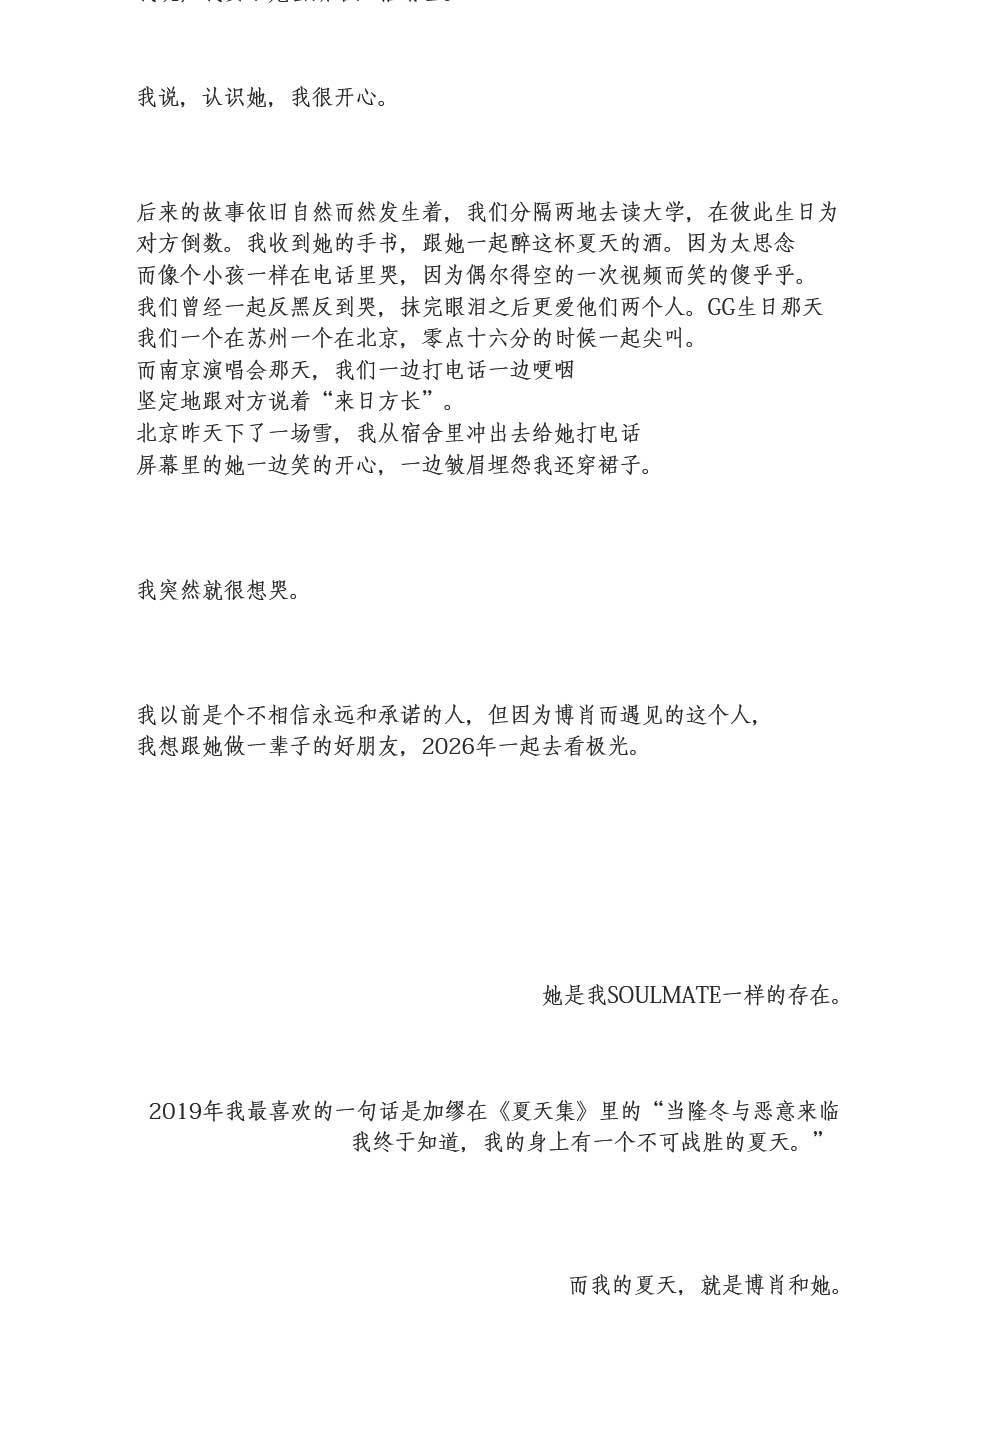 我说，认识她，我很开心。
后来的故事依旧自然而然发生着，我们分隔两地去读大学，在彼此生日为
对方倒数。我收到她的手书，跟她一起醉这杯夏天的酒。因为太思念
而像个小孩一样在电话里哭，因为偶尔得空的一次视频而笑的傻乎乎。
我们曾经一起反黑反到哭，抹完眼泪之后更爱他们两个人。GG生日那天
我们一个在苏州一个在北京，零点十六分的时候一起尖叫。
而南京演唱会那天，我们一边打电话一边哽咽
坚定地跟对方说着“来日方长”。
北京昨天下了一场雪，我从宿舍里冲出去给她打电话
屏幕里的她一边笑的开心，一边皱眉埋怨我还穿裙子。
我突然就很想哭。
我以前是个不相信永远和承诺的人，但因为博肖而遇见的这个人，
我想跟她做一辈子的好朋友，2026年一起去看极光。
她是我SOULMATE一样的存在。
2019年我最喜欢的一句话是加缪在《夏天集》里的“当隆冬与恶意来临
我终于知道，我的身上有一个不可战胜的夏天。”
而我的夏天，就是博肖和她。